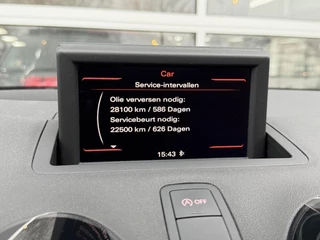 Car
Service-intervallen
Olie verversen nodig:
28100 km / 586 Dagen
Servicebeurt nodig:
22500 km / 626 Dagen
15:43
OFF